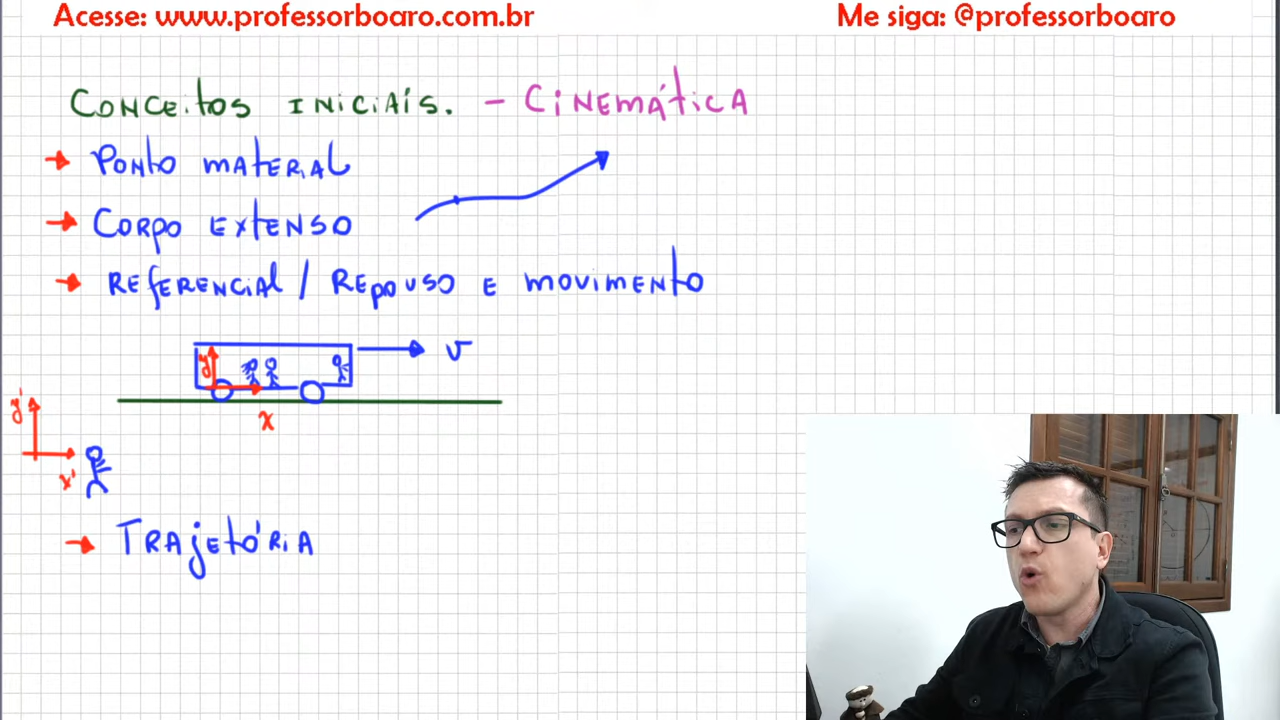 Acesse: www.professorboaro.com.br
Me siga: @professorboaro
CONCEITOS INICIAIS. - CINEMÁTICA
PONTO MATERIAL
CORPO EXTENSO
REFERENCIAL / REPOUSO E MOVIMENTO
v
y
x
y'
x'
TRAJETÓRIA